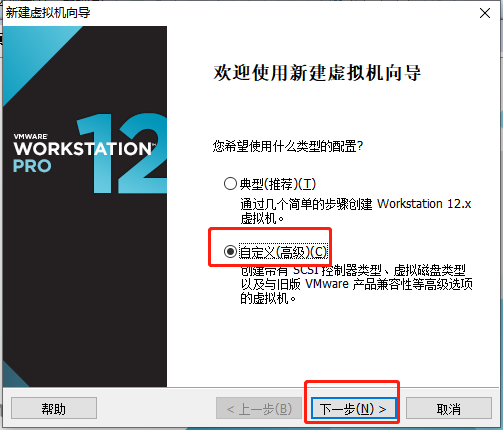 新建虚拟机向导
VMWARE
WORKSTATION™
PRO
12
欢迎使用新建虚拟机向导
您希望使用什么类型的配置?
典型(推荐)(T)
通过几个简单的步骤创建 Workstation 12.x
虚拟机。
自定义(高级)(C)
创建带有 SCSI 控制器类型、虚拟磁盘类型
以及与旧版 VMware 产品兼容性等高级选项
的虚拟机。
帮助
< 上一步(B)
下一步(N) >
取消